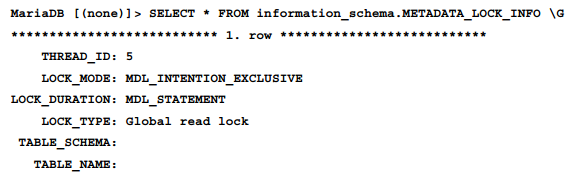 MariaDB [(none)]> SELECT * FROM information_schema.METADATA_LOCK_INFO \G
*************************** 1. row ***************************
THREAD_ID: 5
LOCK_MODE: MDL_INTENTION_EXCLUSIVE
LOCK_DURATION: MDL_STATEMENT
LOCK_TYPE: Global read lock
TABLE_SCHEMA:
TABLE_NAME: